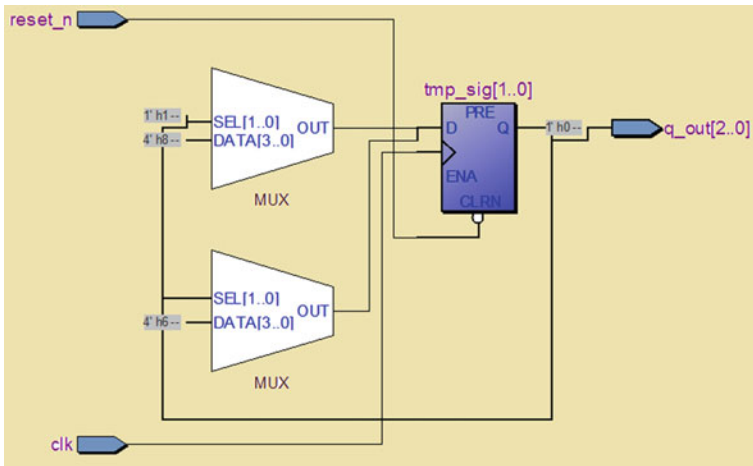 reset_n
tmp_sig[1..0]
1' h1 --
SEL[1..0]
OUT
4' h8 --
DATA[3..0]
MUX
PRE
D
Q
ENA
CLRN
1' h0 --
q_out[2..0]
SEL[1..0]
OUT
4' h6 --
DATA[3..0]
MUX
clk